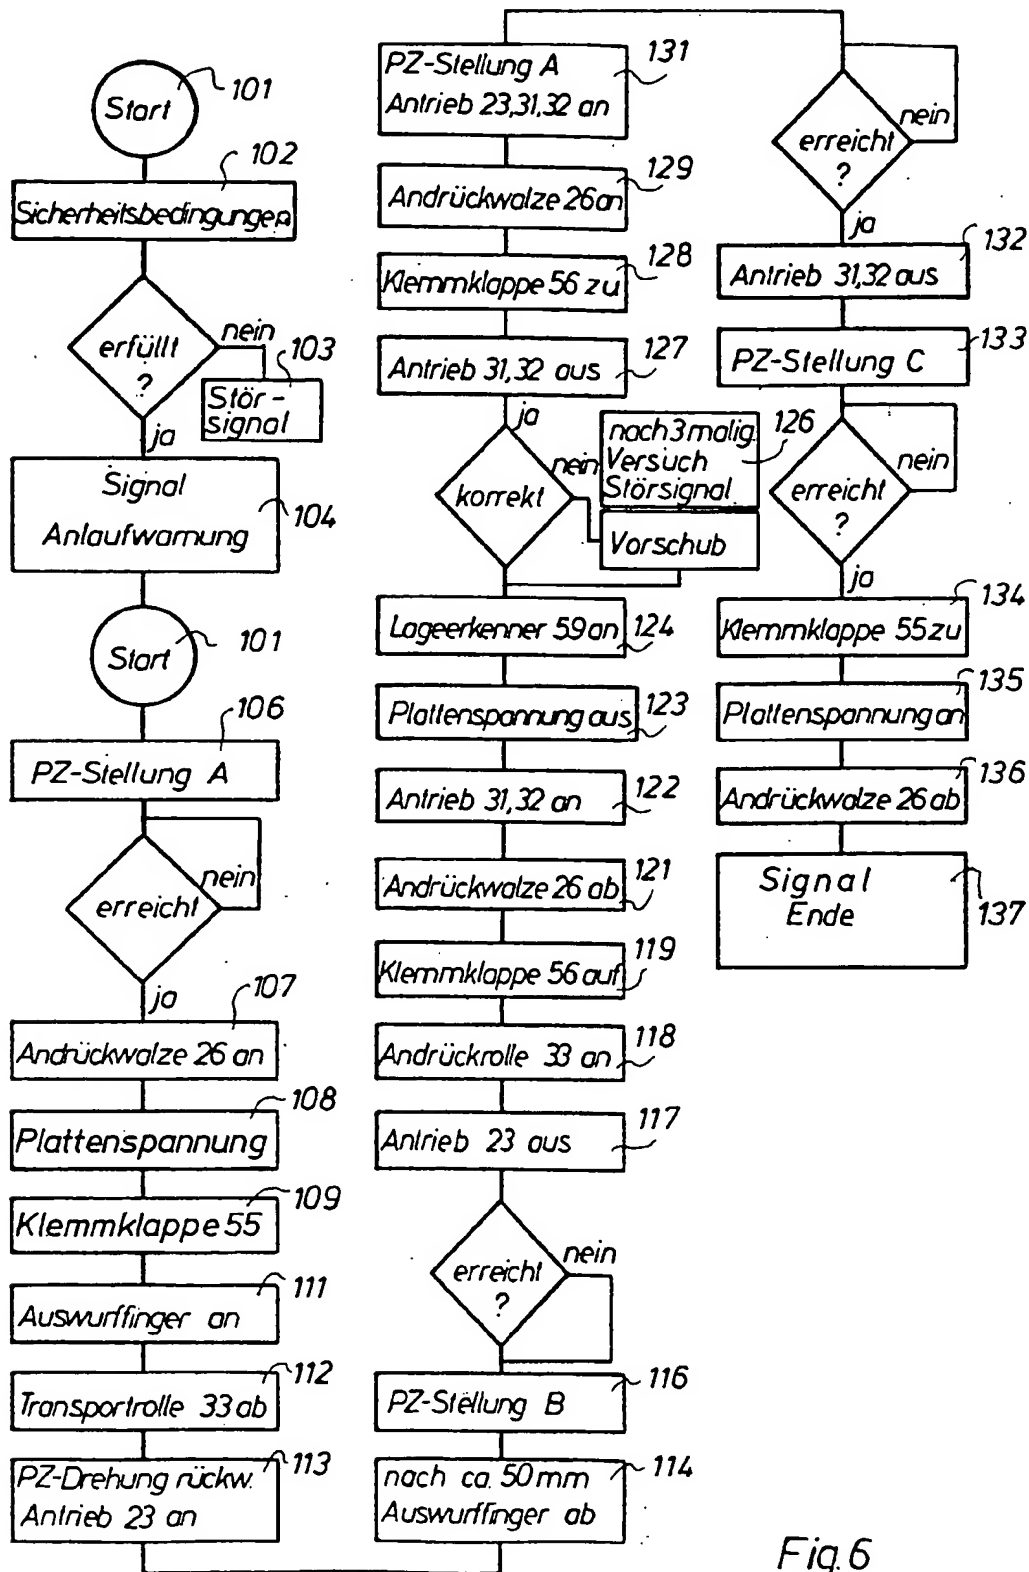 Start
101
102
Sicherheitsbedingungen
erfüllt
?
nein
103
Stör-
signal
ja
Signal
Anlaufwarnung
104
Start
101
106
PZ-Stellung A
nein
erreicht
ja
107
Andrückwalze 26 an
108
Plattenspannung
109
Klemmklappe 55
111
Auswurffinger an
112
Transportrolle 33 ab
113
PZ-Drehung rückw.
Antrieb 23 an
131
PZ-Stellung A
Antrieb 23,31,32 an
129
Andrückwalze 26 an
128
Klemmklappe 56 zu
127
Antrieb 31,32 aus
ja
korrekt
nein
nach 3 malig.
Versuch
Störsignal
126
Vorschub
Lageerkenner 59 an
124
Plattenspannung aus
123
Antrieb 31,32 an
122
Andrückwalze 26 ab
121
Klemmklappe 56 auf
119
Andrückrolle 33 an
118
Antrieb 23 aus
117
erreicht
?
nein
PZ-Stellung B
116
nach ca. 50 mm
Auswurffinger ab
114
nein
erreicht
?
ja
132
Antrieb 31,32 aus
133
PZ-Stellung C
nein
erreicht
?
ja
134
Klemmklappe 55 zu
135
Plattenspannung an
136
Andrückwalze 26 ab
Signal
Ende
137
Fig. 6